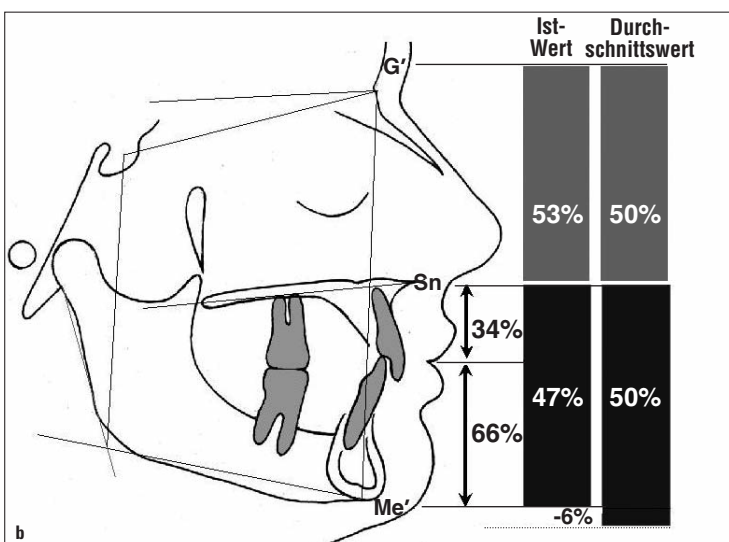 Ist-
Wert
Durch-
schnittswert
G'
53%
50%
Sn
34%
47%
50%
66%
Me'
-6%
b